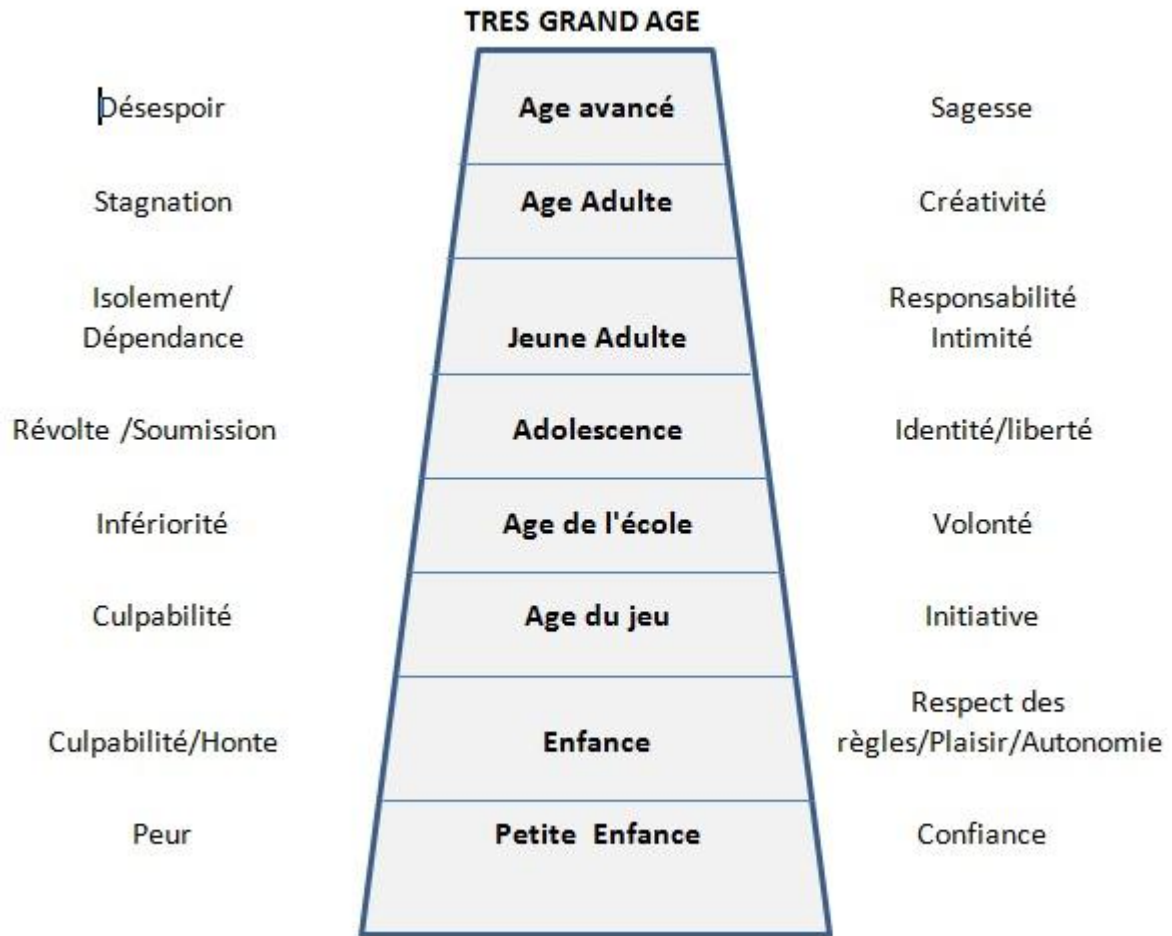 TRES GRAND AGE
Désespoir Age avancé Sagesse
Stagnation Age Adulte Créativité
Isolement/ Responsabilité
Dépendance Jeune Adulte Intimité
Révolte /Soumission Adolescence Identité/liberté
Infériorité Age de l'école Volonté
Culpabilité Age du jeu Initiative
Respect des
Culpabilité/Honte Enfance règles/Plaisir/Autonomie
Peur Petite Enfance Confiance